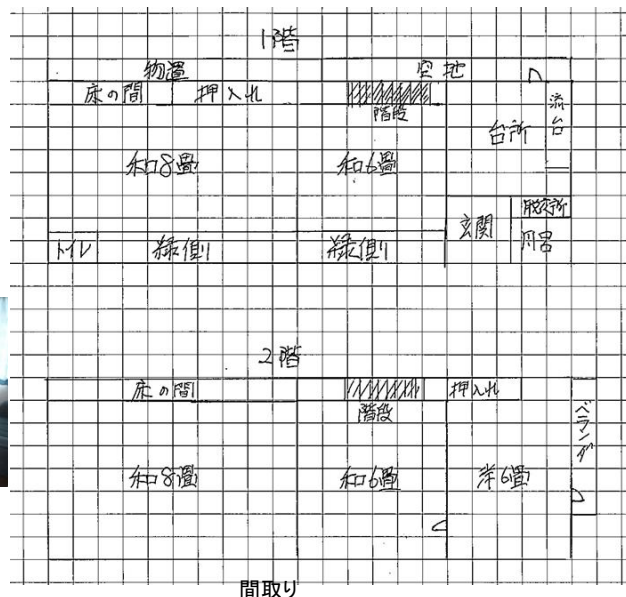 1階
物置 空地
床の間 押入れ 階段 流台
台所
和8畳 和6畳
玄関 脱衣所
トイレ 縁側 縁側 風呂
2階
床の間 階段 押入れ ベランダ
和8畳 和6畳 洋6畳
間取り